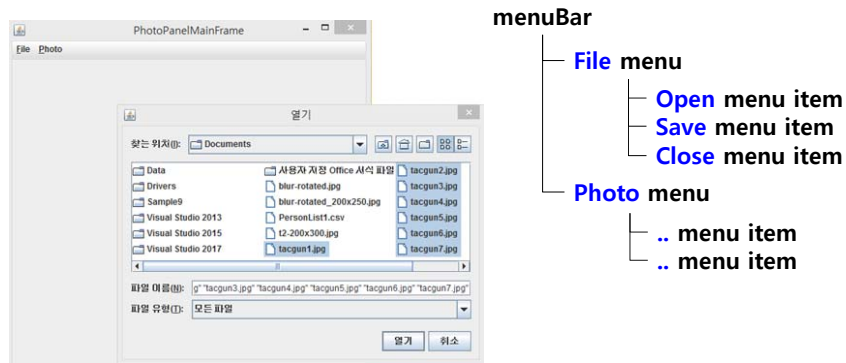 PhotoPanelMainFrame
File Photo
열기
찾는 위치(I): Documents
Data
Drivers
Sample9
Visual Studio 2013
Visual Studio 2015
Visual Studio 2017
사용자 지정 Office 서식 파일
blur-rotated.jpg
blur-rotated_200x250.jpg
PersonList1.csv
t2-200x300.jpg
tacgun1.jpg
tacgun2.jpg
tacgun3.jpg
tacgun4.jpg
tacgun5.jpg
tacgun6.jpg
tacgun7.jpg
파일 이름(N): g" "tacgun3.jpg" "tacgun4.jpg" "tacgun5.jpg" "tacgun6.jpg" "tacgun7.jpg"
파일 유형(T): 모든 파일
열기 취소
menuBar
File menu
Open menu item
Save menu item
Close menu item
Photo menu
.. menu item
.. menu item